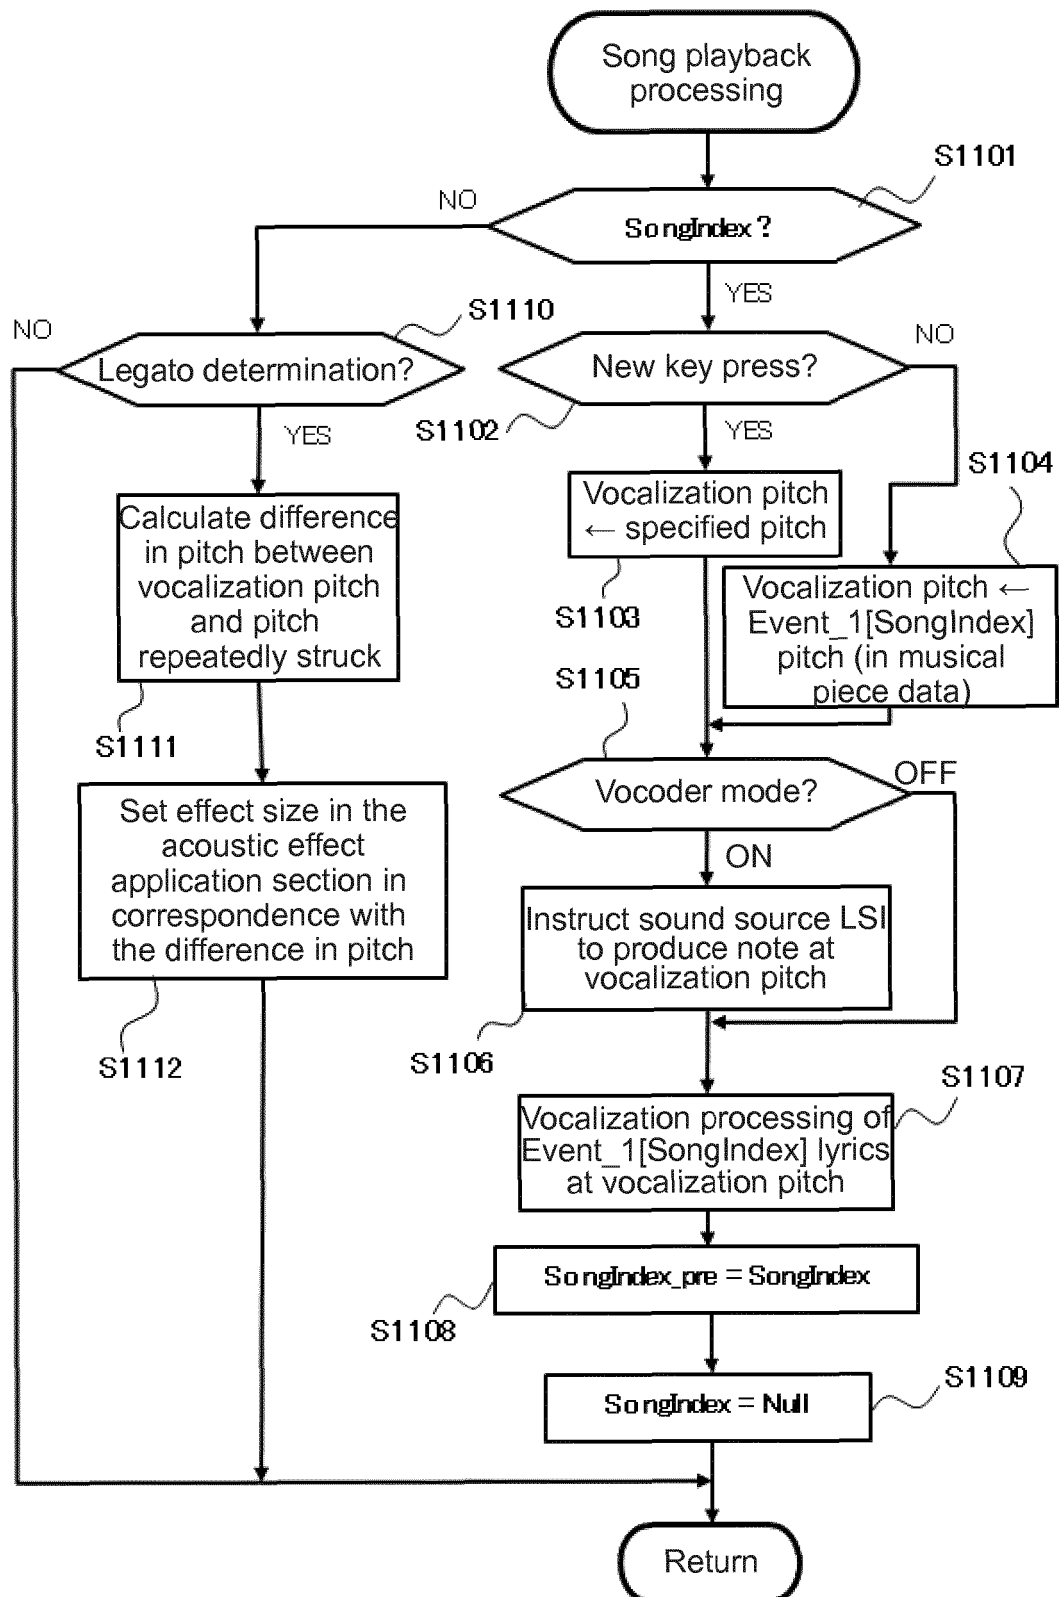 Song playback
processing
S1101
NO
SongIndex?
YES
S1110
NO
Legato determination?
New key press?
NO
S1102
YES
YES
S1104
Calculate difference
in pitch between
vocalization pitch
and pitch
repeatedly struck
Vocalization pitch
← specified pitch
S1103
Vocalization pitch ←
Event_1[SongIndex]
pitch (in musical
piece data)
S1105
S1111
Vocoder mode?
OFF
ON
Set effect size in the
acoustic effect
application section in
correspondence with
the difference in pitch
Instruct sound source LSI
to produce note at
vocalization pitch
S1112
S1106
S1107
Vocalization processing of
Event_1[SongIndex] lyrics
at vocalization pitch
SongIndex_pre = SongIndex
S1108
S1109
SongIndex = Null
Return